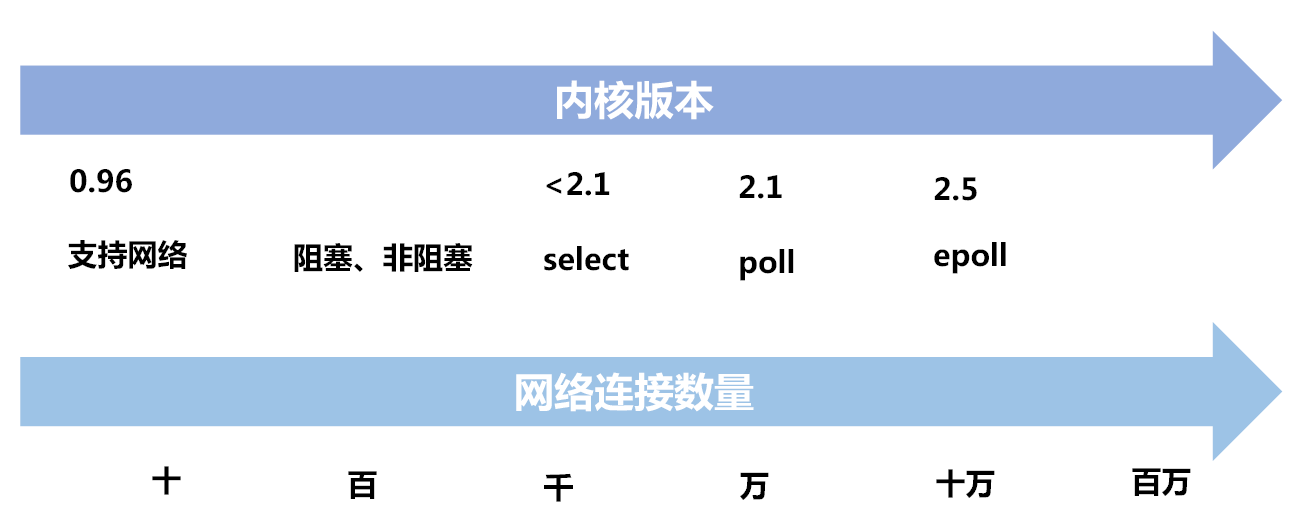 内核版本
0.96 <2.1 2.1 2.5
支持网络 阻塞、非阻塞 select poll epoll
网络连接数量
十 百 千 万 十万 百万